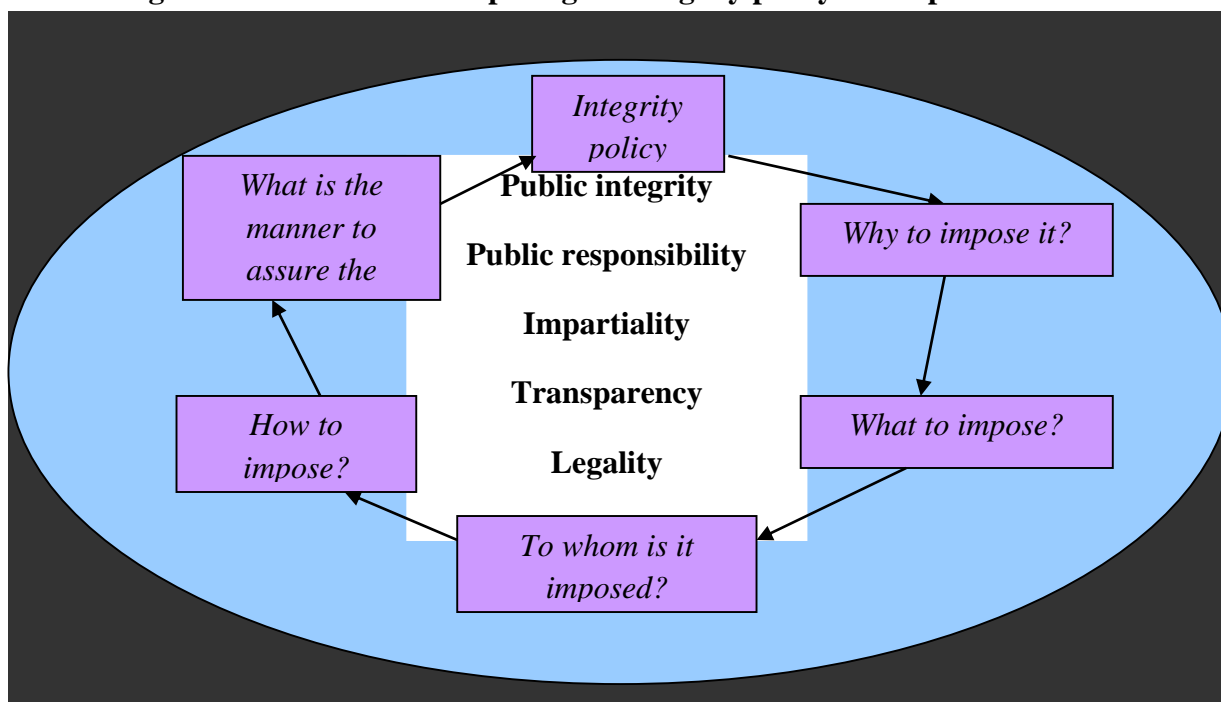 Integrity
policy
Public integrity
What is the
manner to
assure the
Why to impose it?
Public responsibility
Impartiality
Transparency
What to impose?
How to
impose?
Legality
To whom is it
imposed?